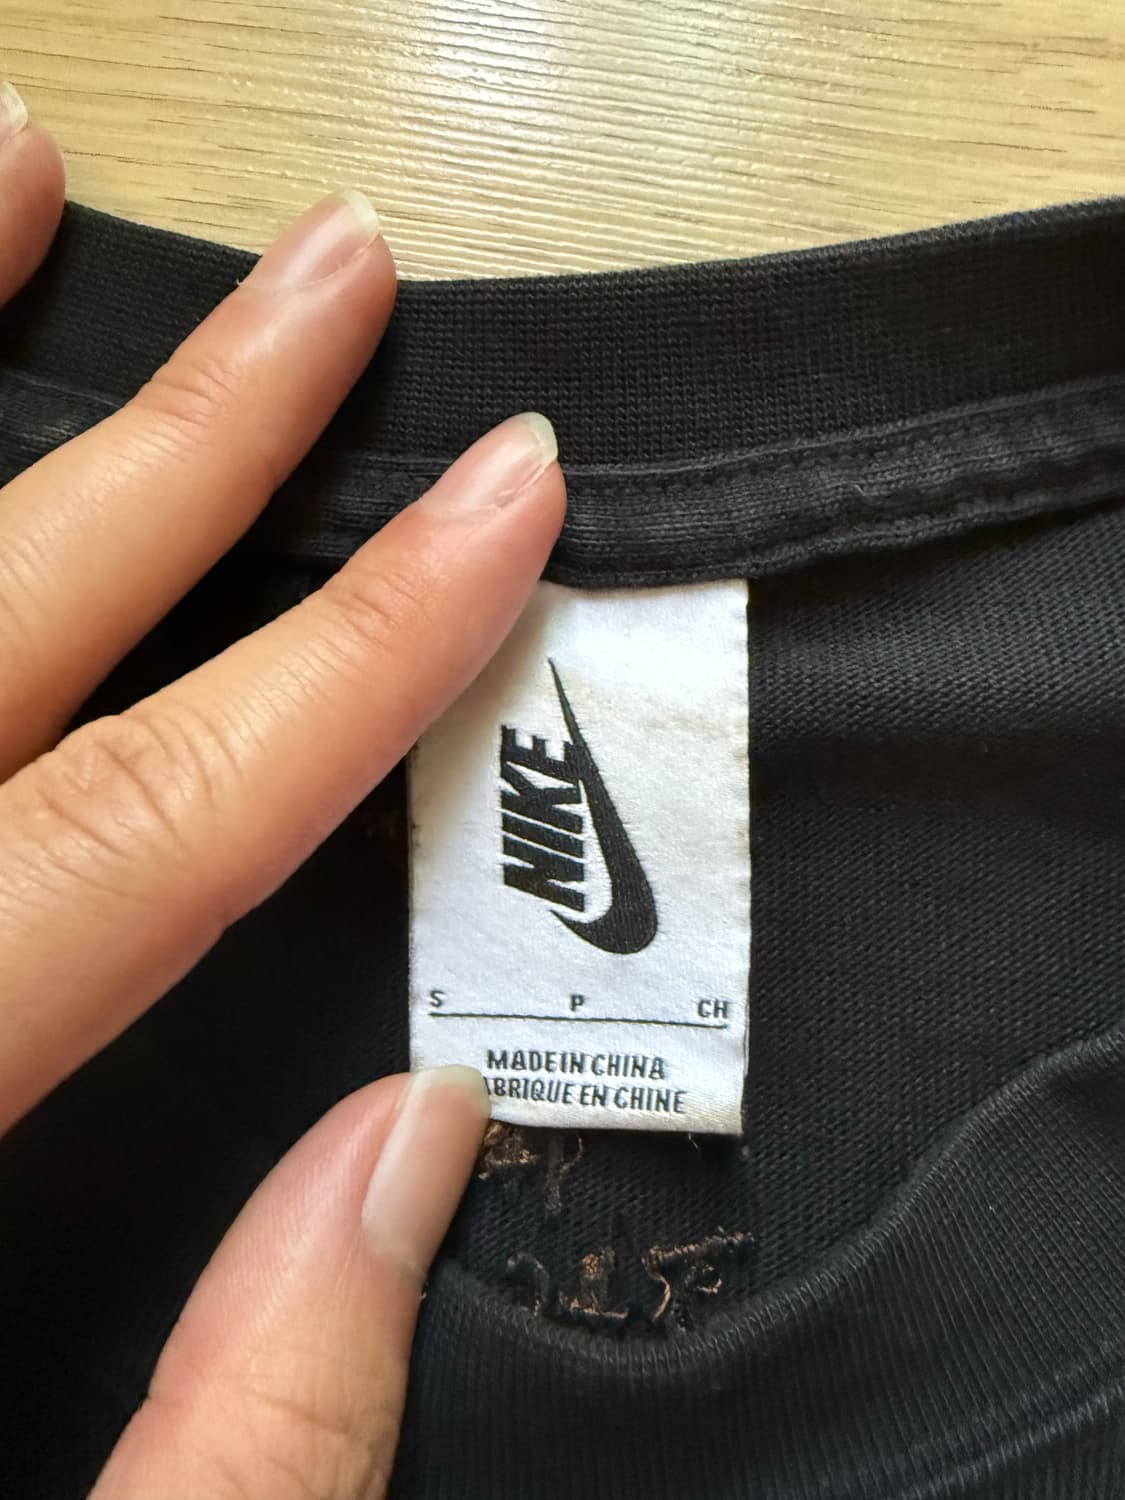 NIKE
S P CH
MADE IN CHINA
ABRIQUE EN CHINE